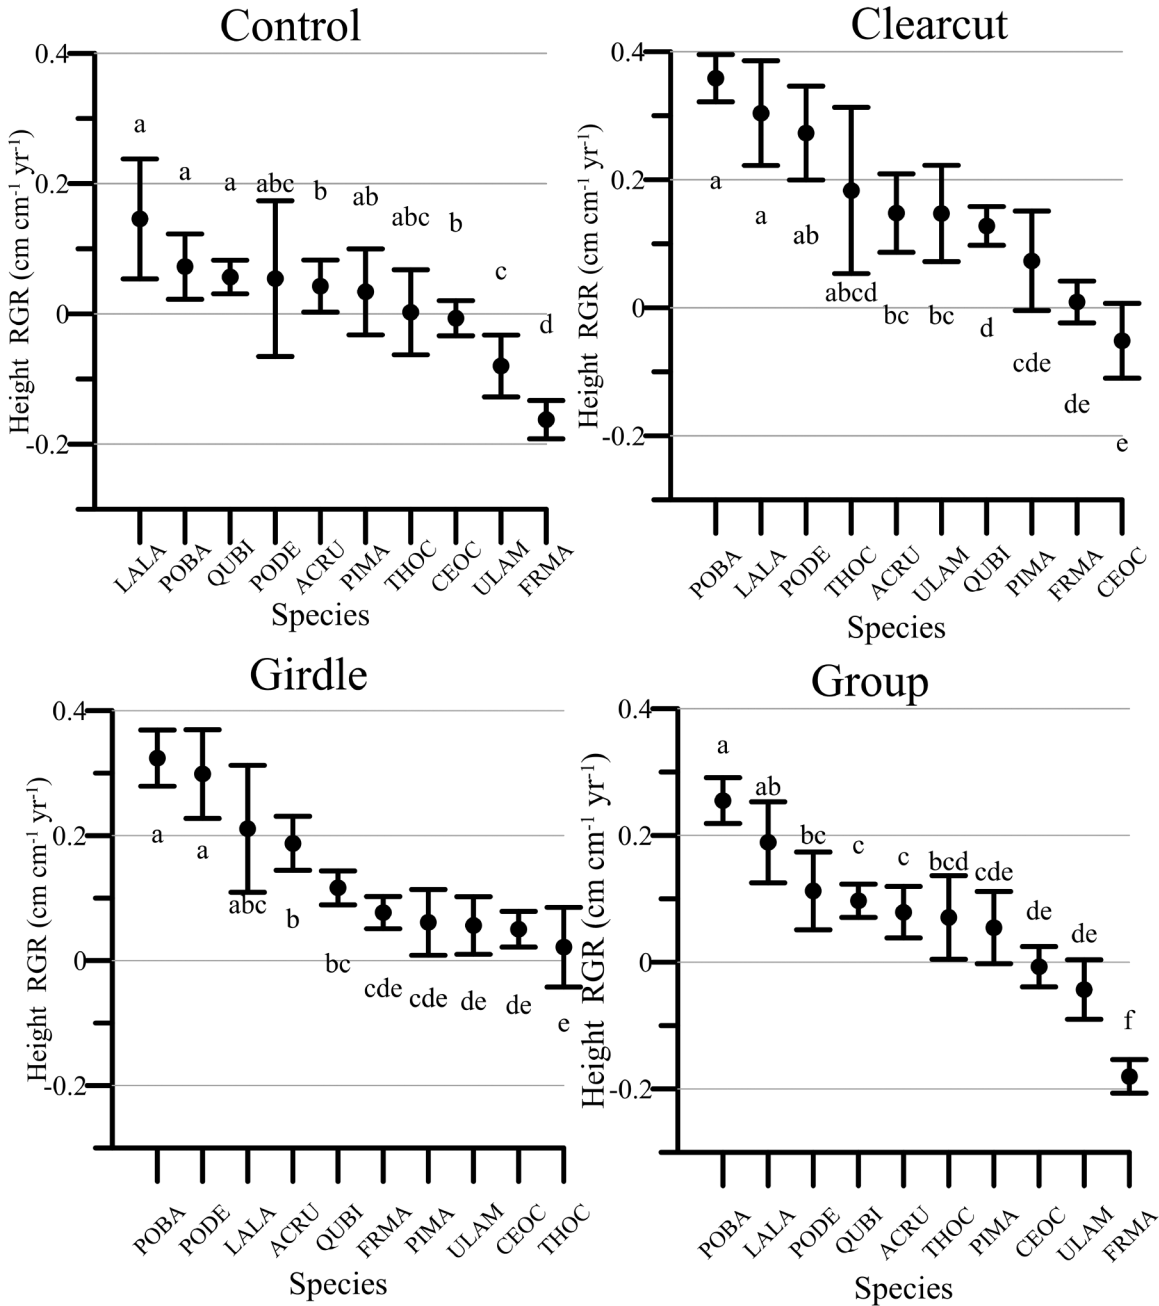 Control
0.4
0.2
0
-0.2
Height RGR (cm cm⁻¹ yr⁻¹)
a
a
a
abc
b
ab
abc
b
c
d
LALA
POBA
QUBI
PODE
ACRU
PIMA
THOC
CEOC
ULAM
FRMA
Species
Clearcut
0.4
0.2
0
-0.2
Height RGR (cm cm⁻¹ yr⁻¹)
a
a
ab
abcd
bc
bc
d
cde
de
e
POBA
LALA
PODE
THOC
ACRU
ULAM
QUBI
PIMA
FRMA
CEOC
Species
Girdle
0.4
0.2
0
-0.2
Height RGR (cm cm⁻¹ yr⁻¹)
a
a
abc
b
bc
cde
cde
de
de
e
POBA
PODE
LALA
ACRU
QUBI
FRMA
PIMA
ULAM
CEOC
THOC
Species
Group
0.4
0.2
0
-0.2
Height RGR (cm cm⁻¹ yr⁻¹)
a
ab
bc
c
c
bcd
cde
de
de
f
POBA
LALA
PODE
QUBI
ACRU
THOC
PIMA
CEOC
ULAM
FRMA
Species